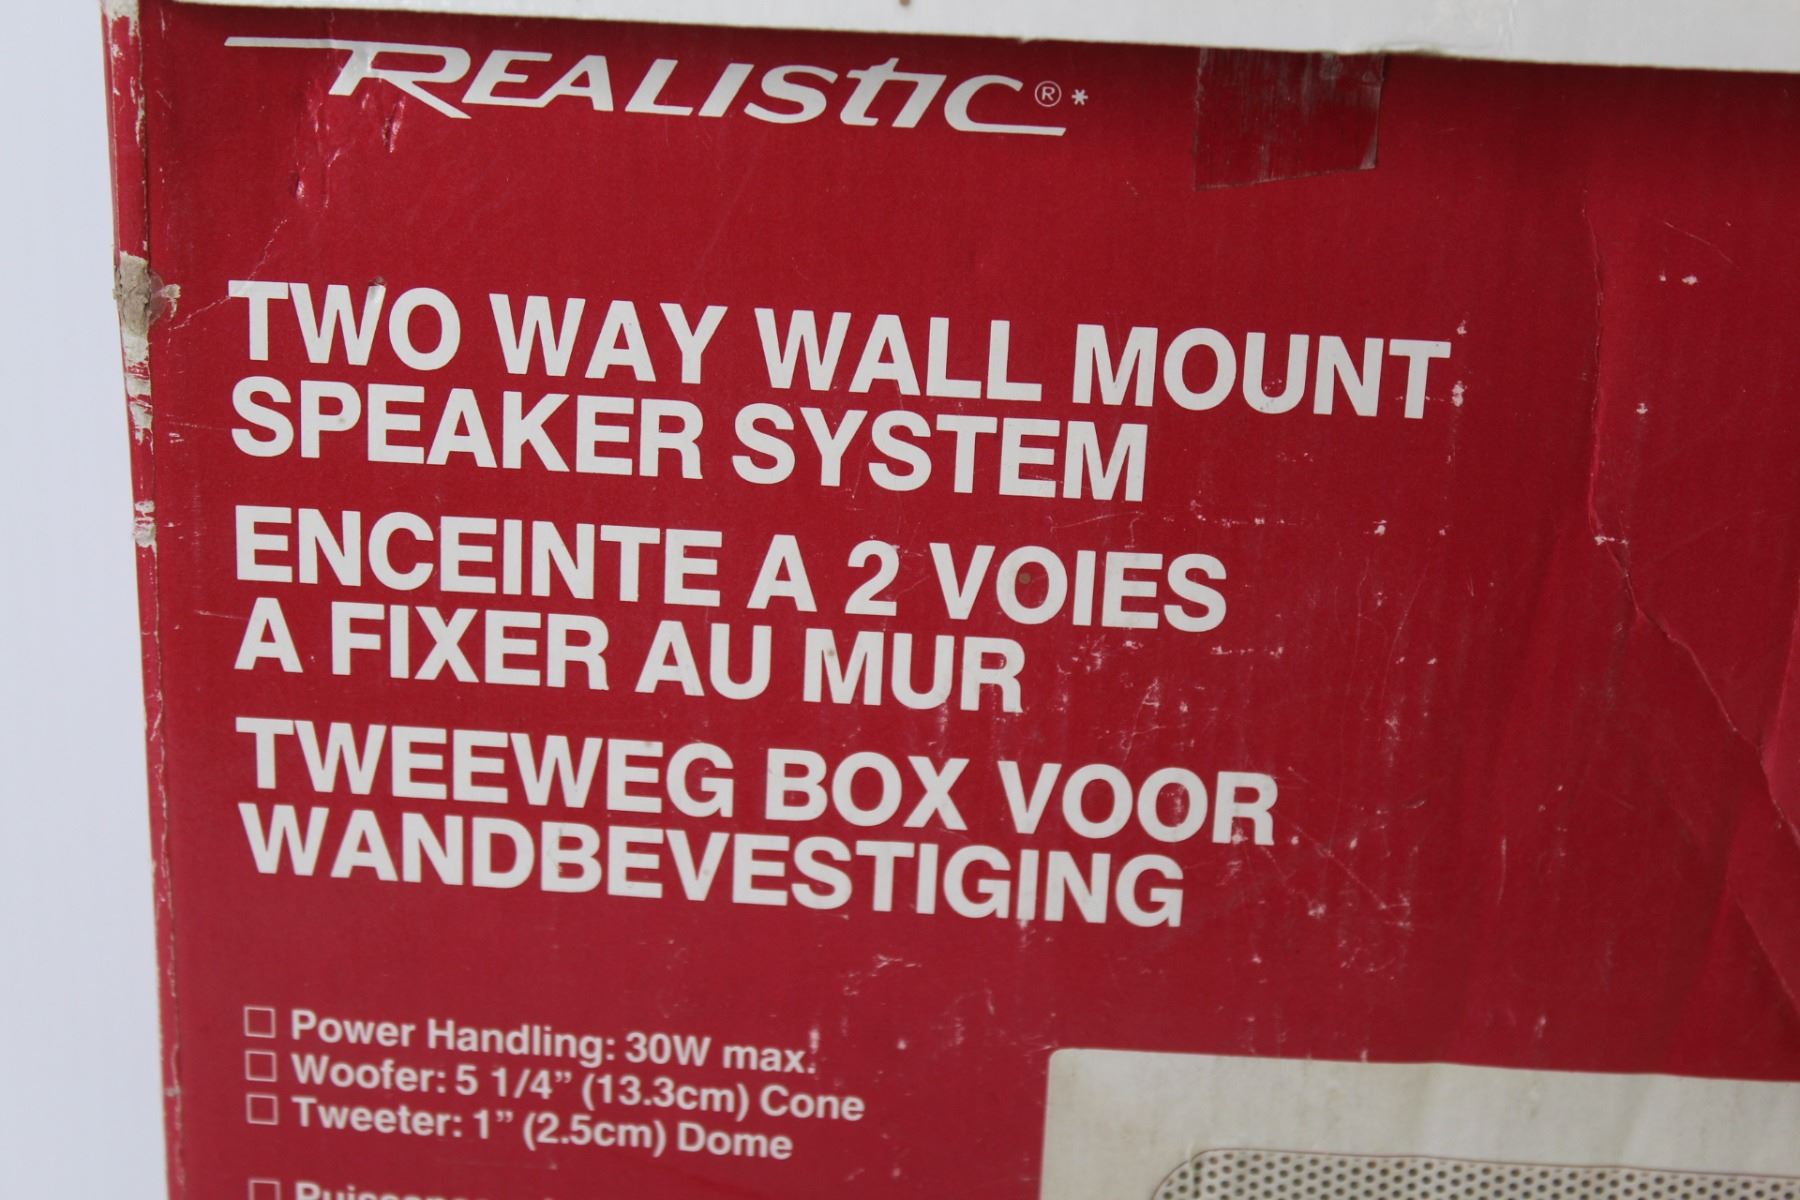 REALISTIC®*
TWO WAY WALL MOUNT
SPEAKER SYSTEM
ENCEINTE A 2 VOIES
A FIXER AU MUR
TWEEWEG BOX VOOR
WANDBEVESTIGING
□ Power Handling: 30W max.
□ Woofer: 5 1/4” (13.3cm) Cone
□ Tweeter: 1” (2.5cm) Dome